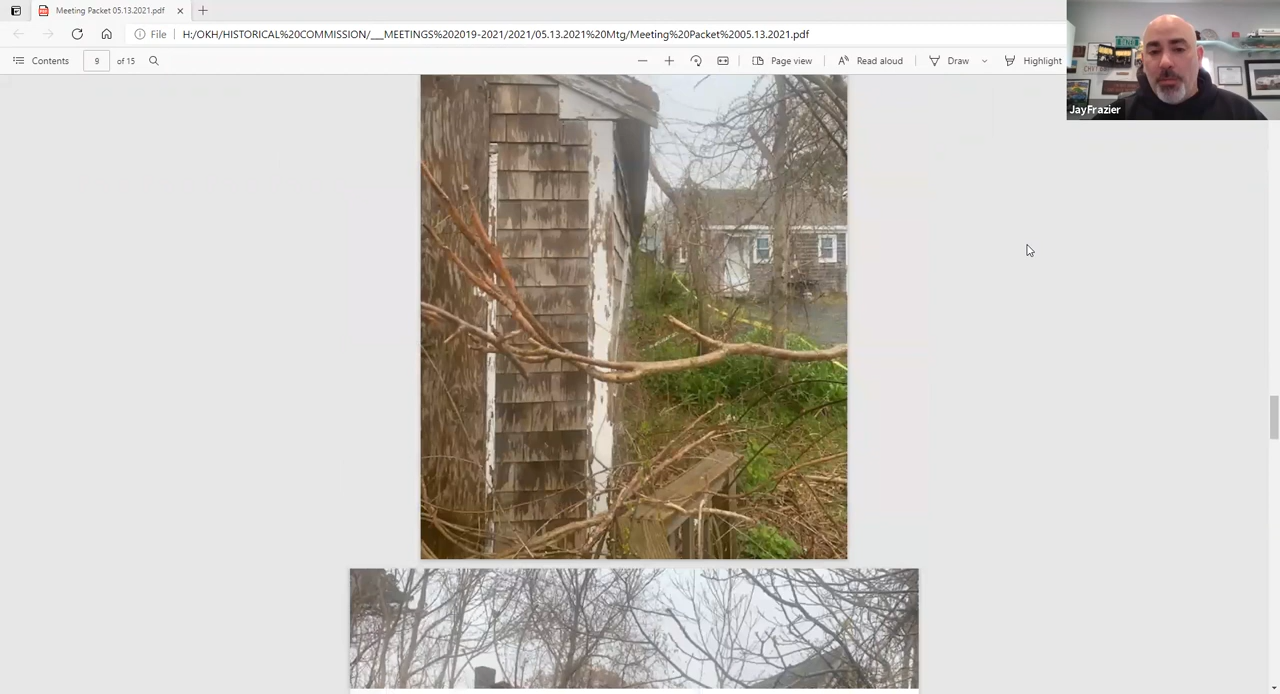 Meeting Packet 05.13.2021.pdf
File H:/OKH/HISTORICAL%20COMMISSION/___MEETINGS%202019-2021/2021/05.13.2021%20Mtg/Meeting%20Packet%2005.13.2021.pdf
Contents 9 of 15 Page view Read aloud Draw Highlight
JayFrazier